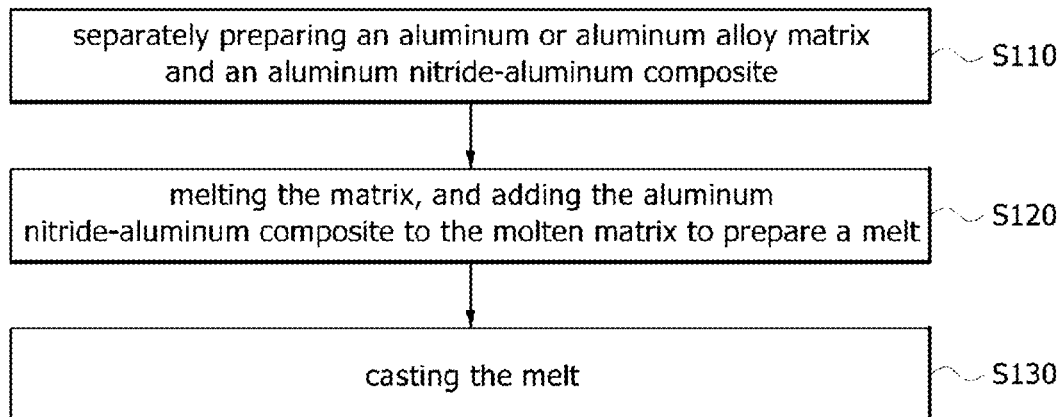 separately preparing an aluminum or aluminum alloy matrix
and an aluminum nitride-aluminum composite
S110
melting the matrix, and adding the aluminum
nitride-aluminum composite to the molten matrix to prepare a melt
S120
casting the melt
S130